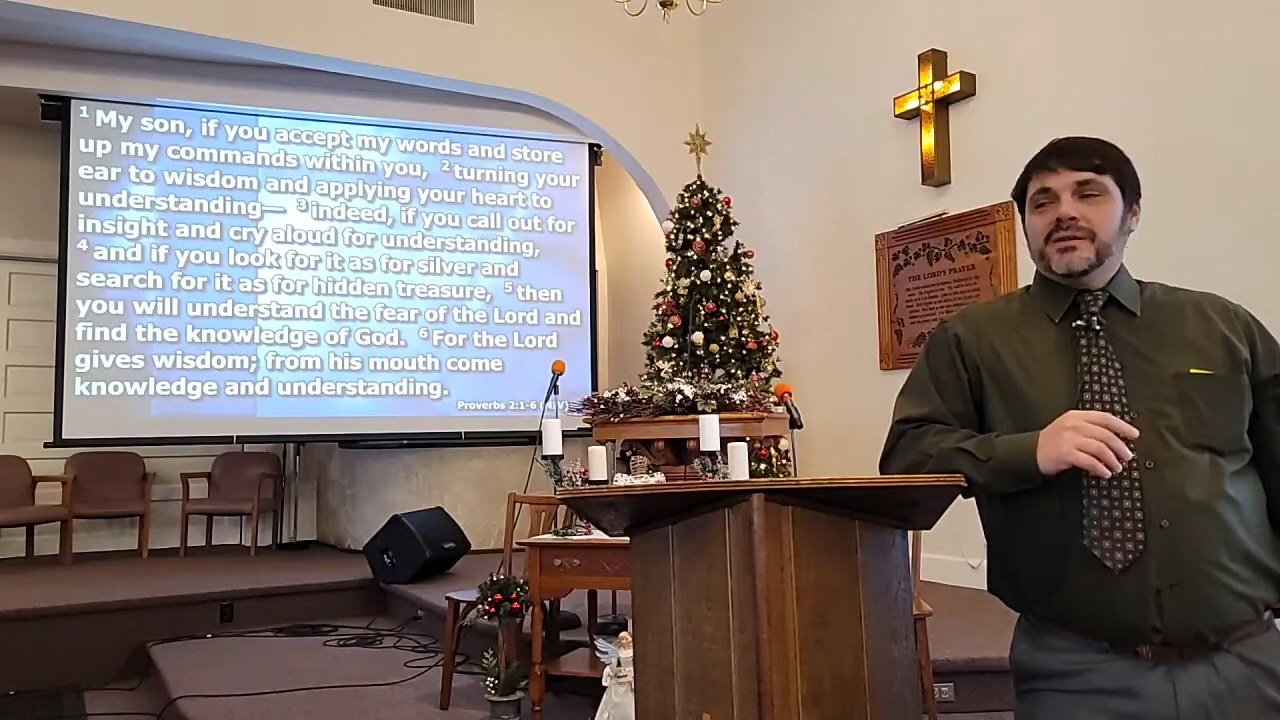 1 My son, if you accept my words and store
up my commands within you, 2 turning your
ear to wisdom and applying your heart to
understanding— 3 indeed, if you call out for
insight and cry aloud for understanding,
4 and if you look for it as for silver and
search for it as for hidden treasure, 5 then
you will understand the fear of the Lord and
find the knowledge of God. 6 For the Lord
gives wisdom; from his mouth come
knowledge and understanding.
Proverbs 2:1-6 (NIV)
THE LORD'S PRAYER